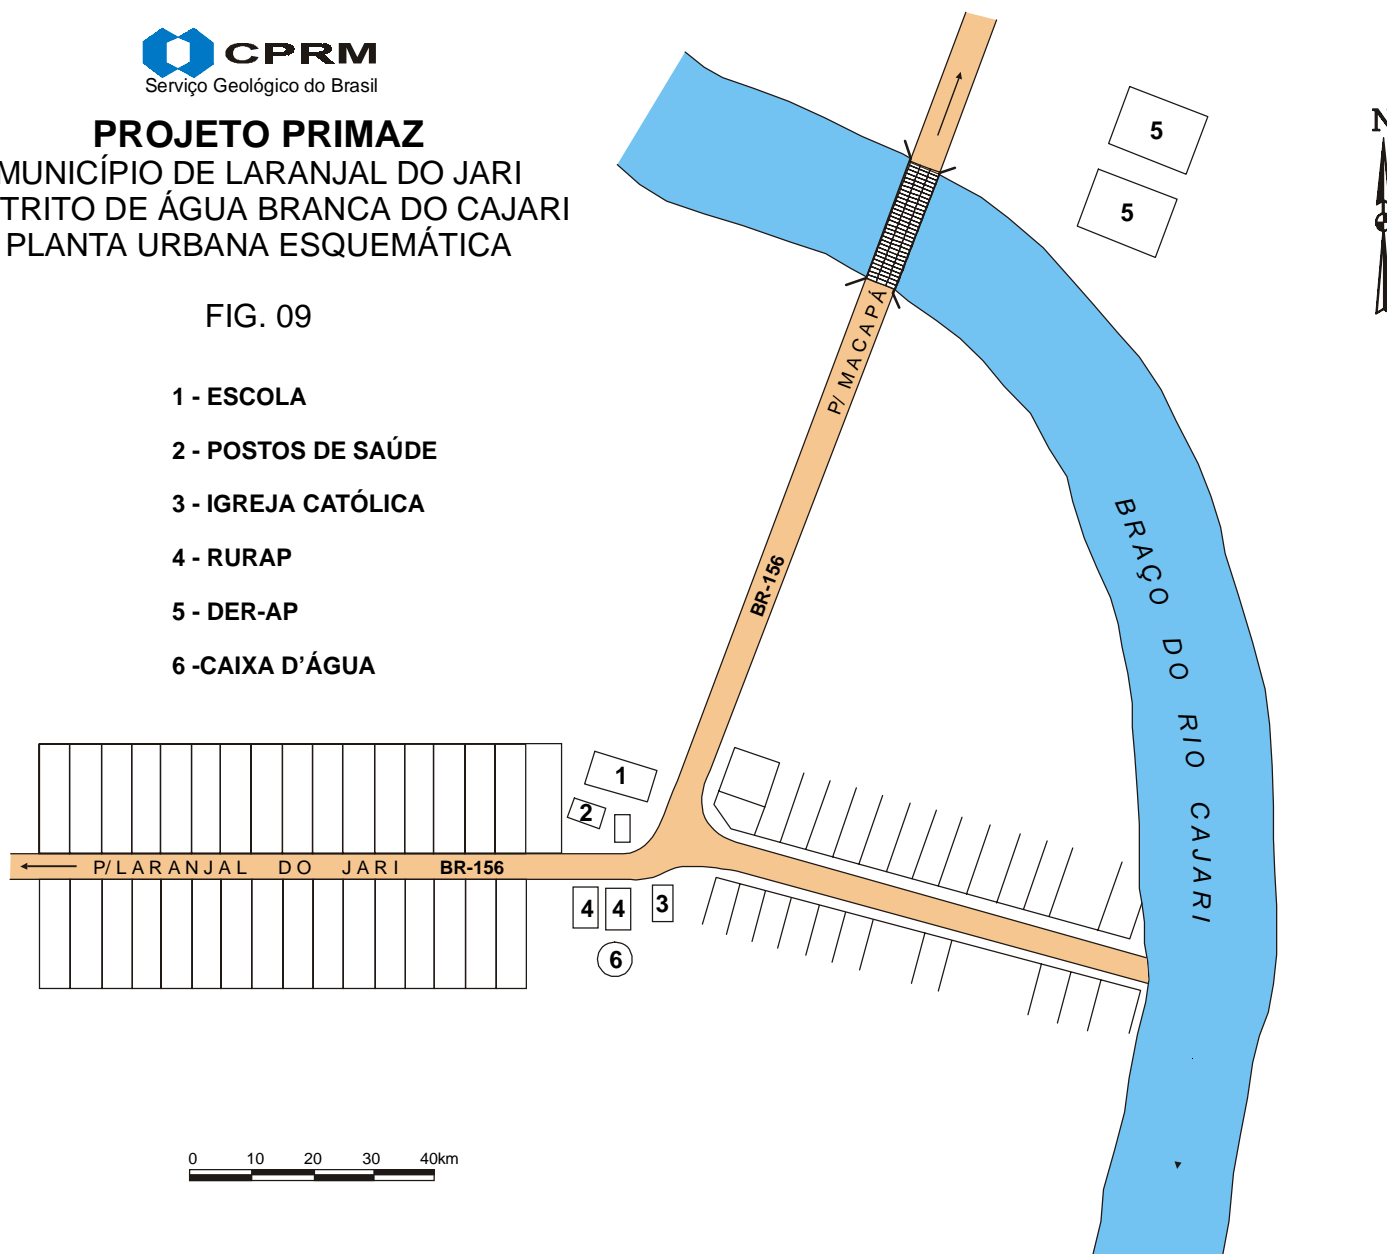 CPRM
Serviço Geológico do Brasil
PROJETO PRIMAZ
MUNICÍPIO DE LARANJAL DO JARI
TRITO DE ÁGUA BRANCA DO CAJARI
PLANTA URBANA ESQUEMÁTICA
FIG. 09
1 - ESCOLA
2 - POSTOS DE SAÚDE
3 - IGREJA CATÓLICA
4 - RURAP
5 - DER-AP
6 -CAIXA D’ÁGUA
N
5
5
P/ MACAPÁ
BR-156
BRAÇO DO RIO CAJARI
1
2
P/LARANJAL DO JARI BR-156
4
4
3
6
0 10 20 30 40km